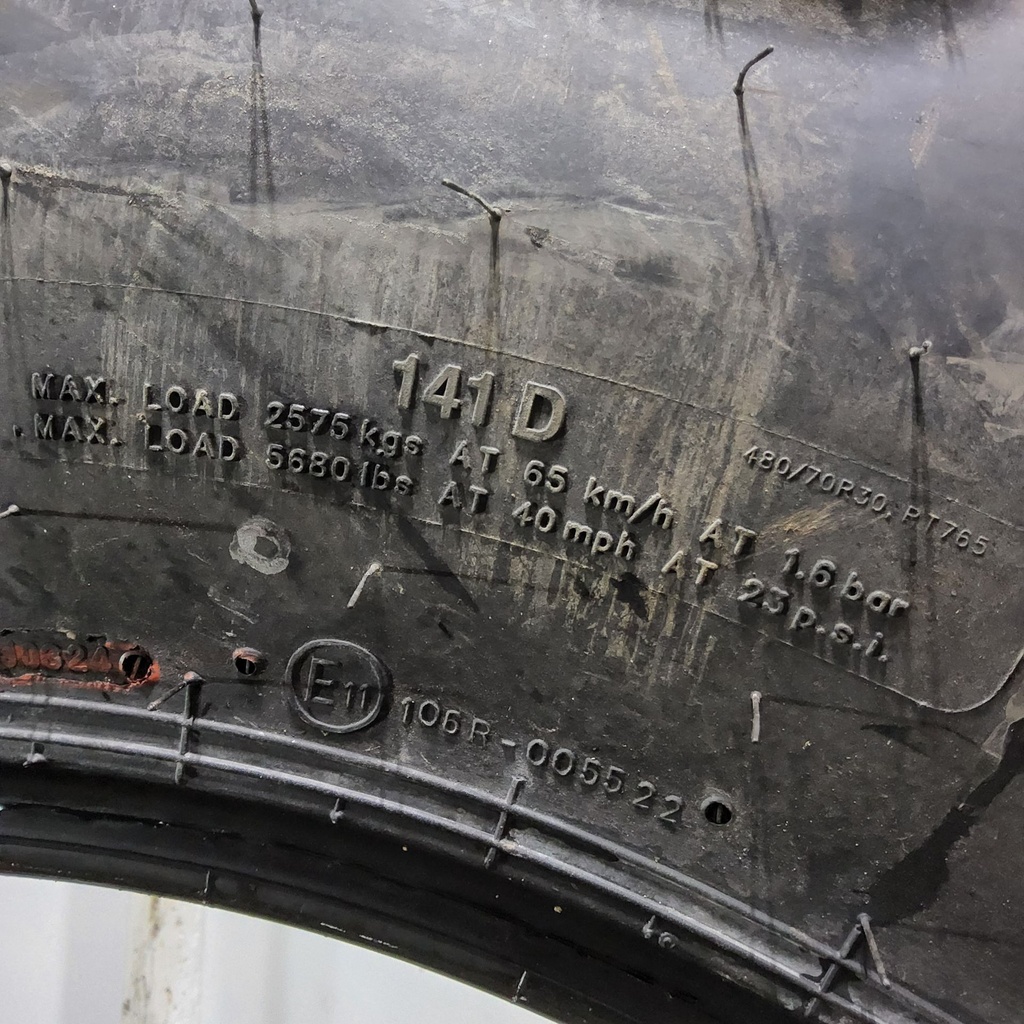 141 D
MAX. LOAD 2575 kgs AT 65 km/h AT 1.6 bar
MAX. LOAD 5680 lbs AT 40 mph AT 23 p.s.i.
480/70R30, PT765
E11 106R-005522